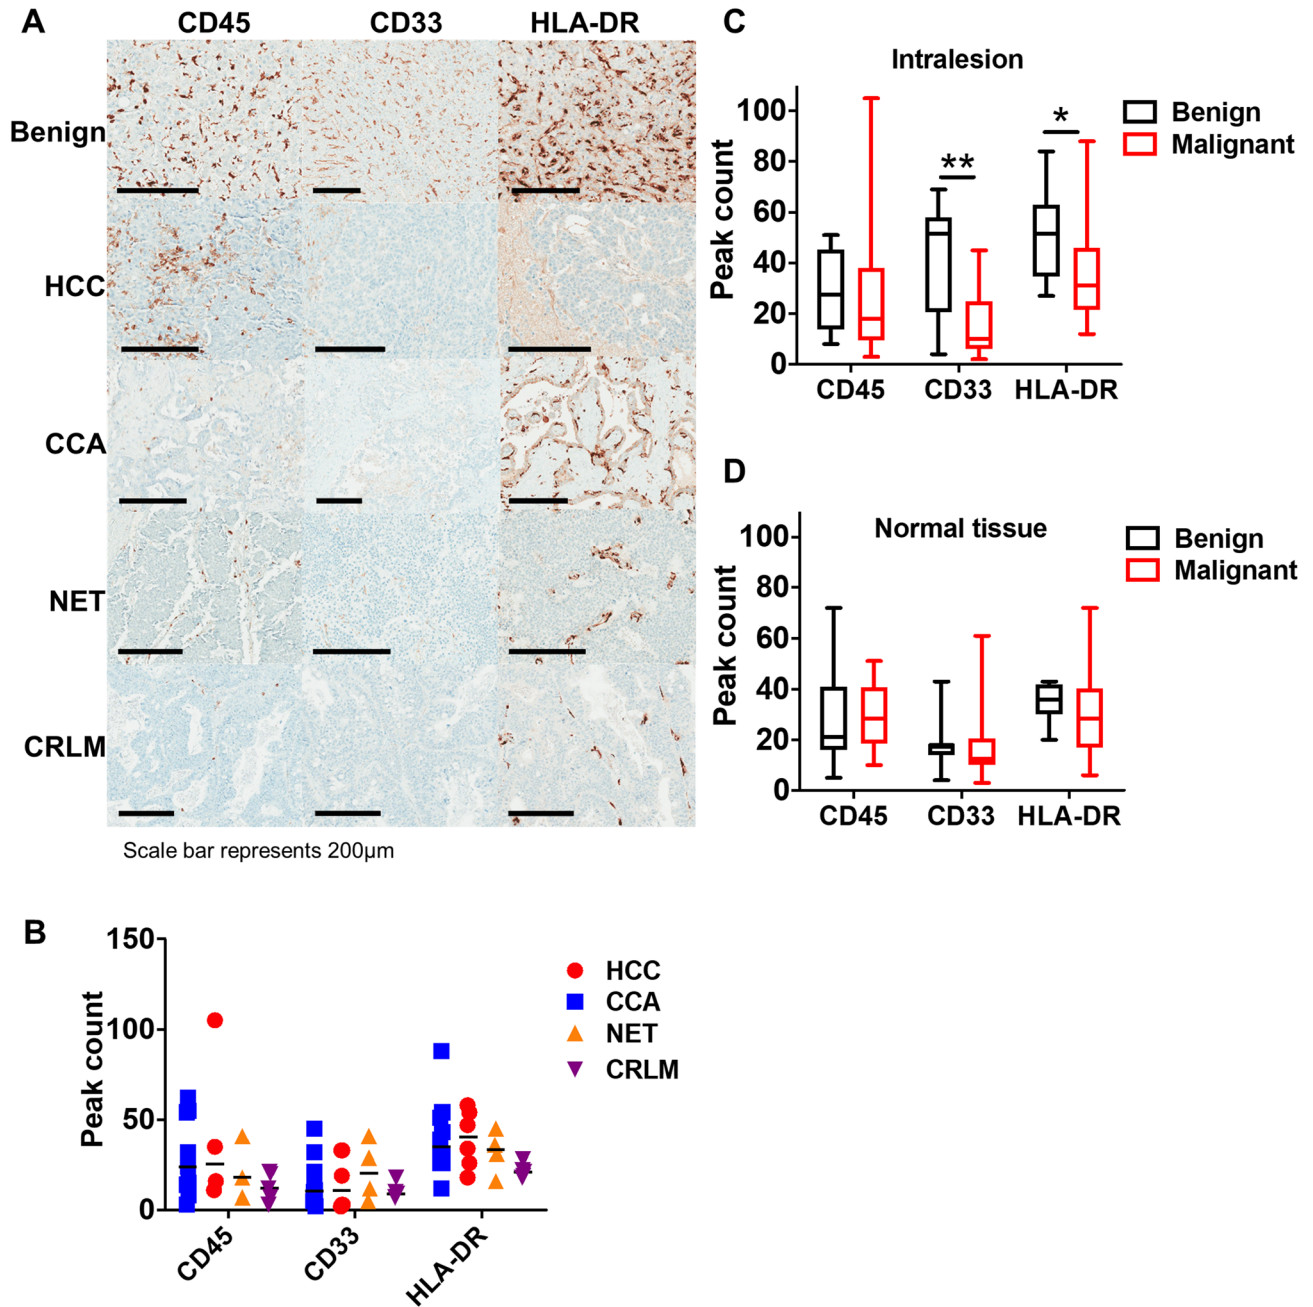 A
CD45 CD33 HLA-DR
Benign
HCC
CCA
NET
CRLM
Scale bar represents 200µm
B
150
100
50
0
Peak count
CD45 CD33 HLA-DR
HCC
CCA
NET
CRLM
C
Intralesion
100
80
60
40
20
0
Peak count
** *
CD45 CD33 HLA-DR
Benign
Malignant
D
Normal tissue
100
80
60
40
20
0
Peak count
CD45 CD33 HLA-DR
Benign
Malignant